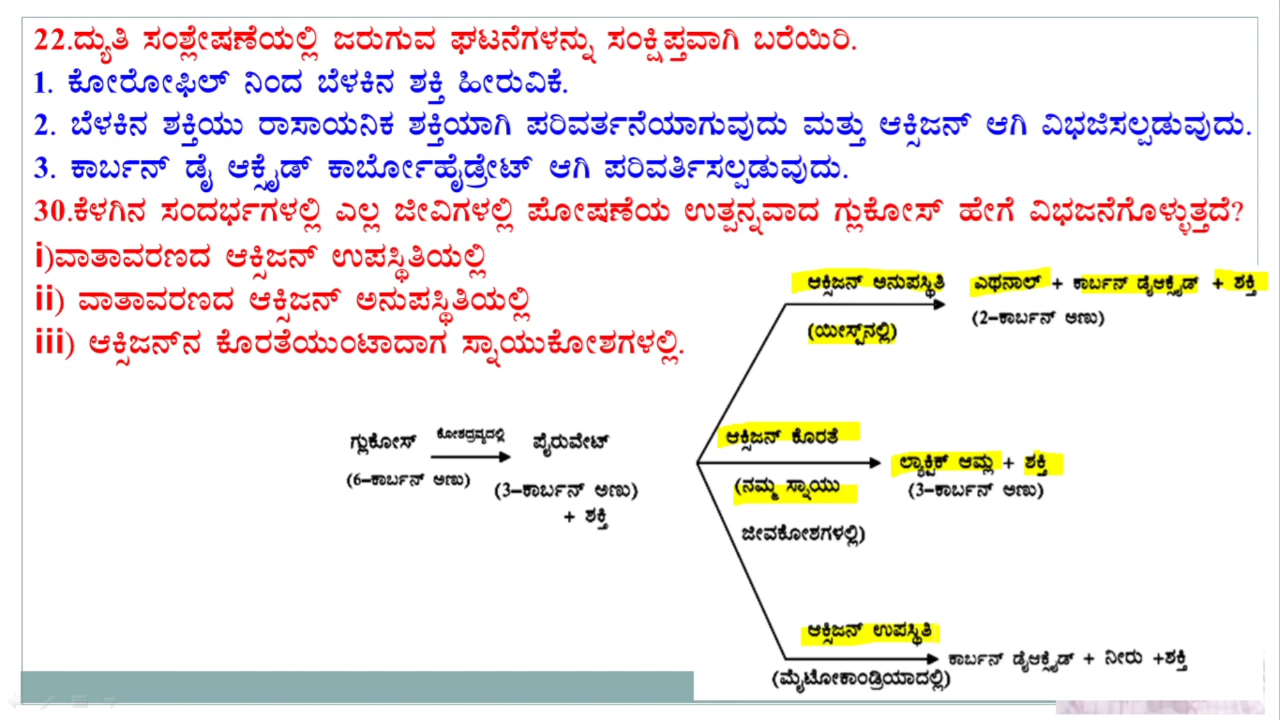 22.ದ್ಯುತಿ ಸಂಶ್ಲೇಷಣೆಯಲ್ಲಿ ಜರುಗುವ ಘಟನೆಗಳನ್ನು ಸಂಕ್ಷಿಪ್ತವಾಗಿ ಬರೆಯಿರಿ.
1. ಕ್ಲೋರೋಫಿಲ್ ನಿಂದ ಬೆಳಕಿನ ಶಕ್ತಿ ಹೀರುವಿಕೆ.
2. ಬೆಳಕಿನ ಶಕ್ತಿಯು ರಾಸಾಯನಿಕ ಶಕ್ತಿಯಾಗಿ ಪರಿವರ್ತನೆಯಾಗುವುದು ಮತ್ತು ಆಕ್ಸಿಜನ್ ಆಗಿ ವಿಭಜಿಸಲ್ಪಡುವುದು.
3. ಕಾರ್ಬನ್ ಡೈ ಆಕ್ಸೈಡ್ ಕಾರ್ಬೋಹೈಡ್ರೇಟ್ ಆಗಿ ಪರಿವರ್ತಿಸಲ್ಪಡುವುದು.
30.ಕೆಳಗಿನ ಸಂದರ್ಭಗಳಲ್ಲಿ ಎಲ್ಲ ಜೀವಿಗಳಲ್ಲಿ ಪೋಷಣೆಯ ಉತ್ಪನ್ನವಾದ ಗ್ಲುಕೋಸ್ ಹೇಗೆ ವಿಭಜನೆಗೊಳ್ಳುತ್ತದೆ?
i)ವಾತಾವರಣದ ಆಕ್ಸಿಜನ್ ಉಪಸ್ಥಿತಿಯಲ್ಲಿ
ii) ವಾತಾವರಣದ ಆಕ್ಸಿಜನ್ ಅನುಪಸ್ಥಿತಿಯಲ್ಲಿ
iii) ಆಕ್ಸಿಜನ್‌ನ ಕೊರತೆಯುಂಟಾದಾಗ ಸ್ನಾಯುಕೋಶಗಳಲ್ಲಿ.
ಆಕ್ಸಿಜನ್ ಅನುಪಸ್ಥಿತಿ ಎಥನಾಲ್ + ಕಾರ್ಬನ್ ಡೈಆಕ್ಸೈಡ್ + ಶಕ್ತಿ
(ಯೀಸ್ಟ್‌ನಲ್ಲಿ) (2–ಕಾರ್ಬನ್ ಅಣು)
ಗ್ಲುಕೋಸ್ ಕೋಶದ್ರವ್ಯದಲ್ಲಿ ಪೈರುವೇಟ್ ಆಕ್ಸಿಜನ್ ಕೊರತೆ
ಲ್ಯಾಕ್ಟಿಕ್ ಆಮ್ಲ + ಶಕ್ತಿ
(6–ಕಾರ್ಬನ್ ಅಣು) (3–ಕಾರ್ಬನ್ ಅಣು) (ನಮ್ಮ ಸ್ನಾಯು (3–ಕಾರ್ಬನ್ ಅಣು)
+ ಶಕ್ತಿ ಜೀವಕೋಶಗಳಲ್ಲಿ)
ಆಕ್ಸಿಜನ್ ಉಪಸ್ಥಿತಿ
ಕಾರ್ಬನ್ ಡೈಆಕ್ಸೈಡ್ + ನೀರು +ಶಕ್ತಿ
(ಮೈಟೋಕಾಂಡ್ರಿಯಾದಲ್ಲಿ)